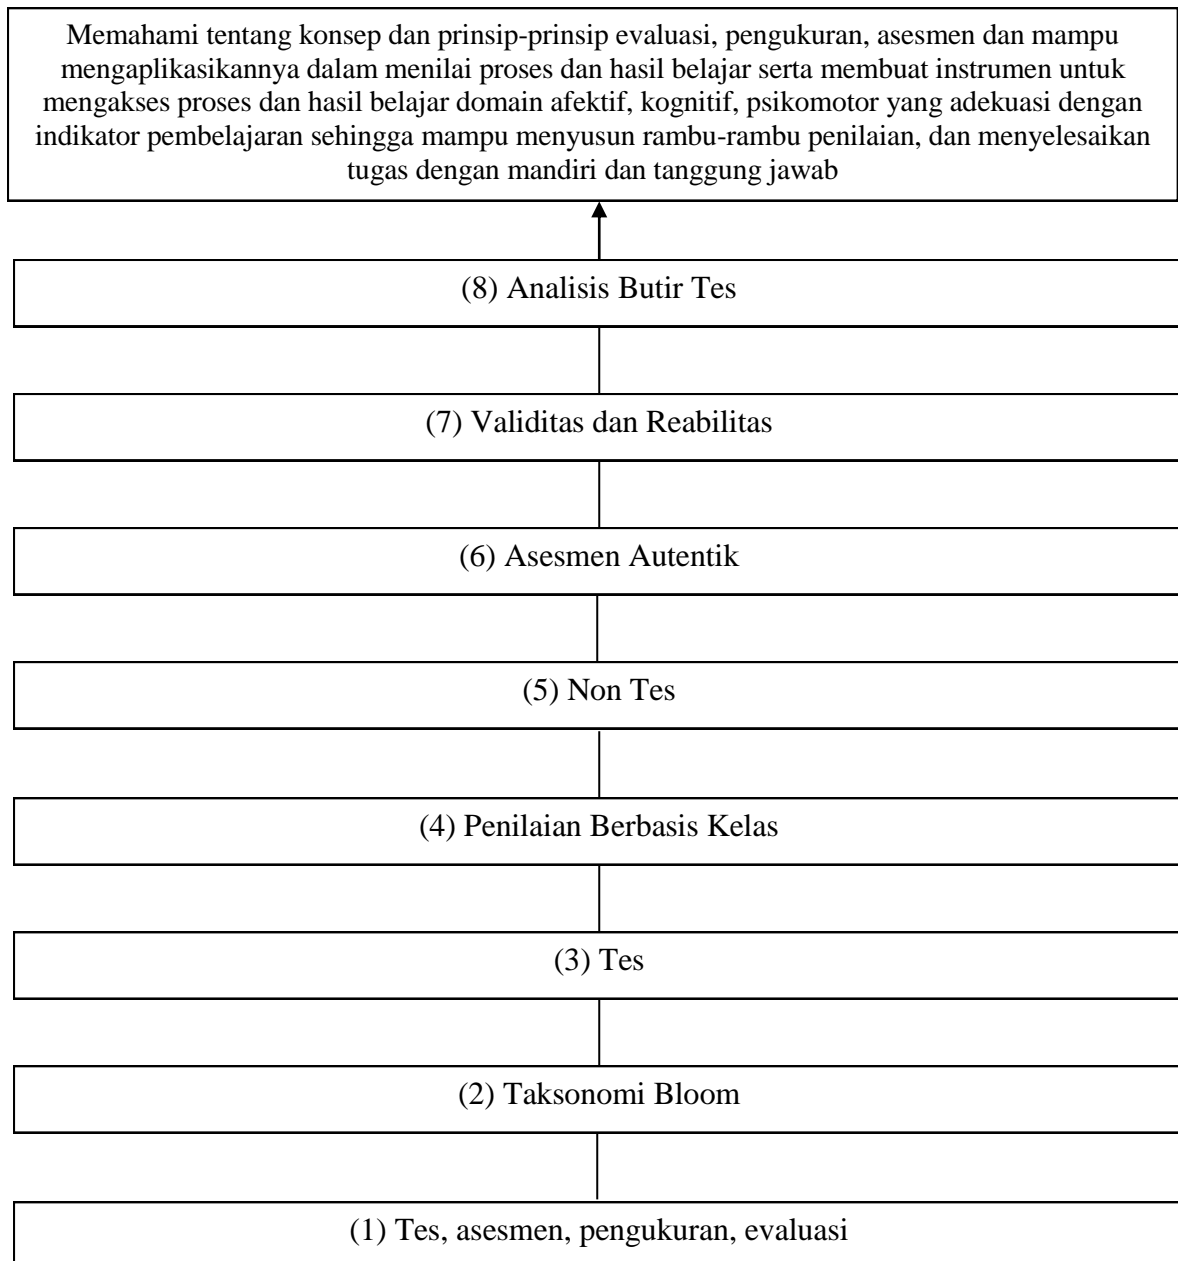 Memahami tentang konsep dan prinsip-prinsip evaluasi, pengukuran, asesmen dan mampu
mengaplikasikannya dalam menilai proses dan hasil belajar serta membuat instrumen untuk
mengakses proses dan hasil belajar domain afektif, kognitif, psikomotor yang adekuasi dengan
indikator pembelajaran sehingga mampu menyusun rambu-rambu penilaian, dan menyelesaikan
tugas dengan mandiri dan tanggung jawab
(8) Analisis Butir Tes
(7) Validitas dan Reabilitas
(6) Asesmen Autentik
(5) Non Tes
(4) Penilaian Berbasis Kelas
(3) Tes
(2) Taksonomi Bloom
(1) Tes, asesmen, pengukuran, evaluasi